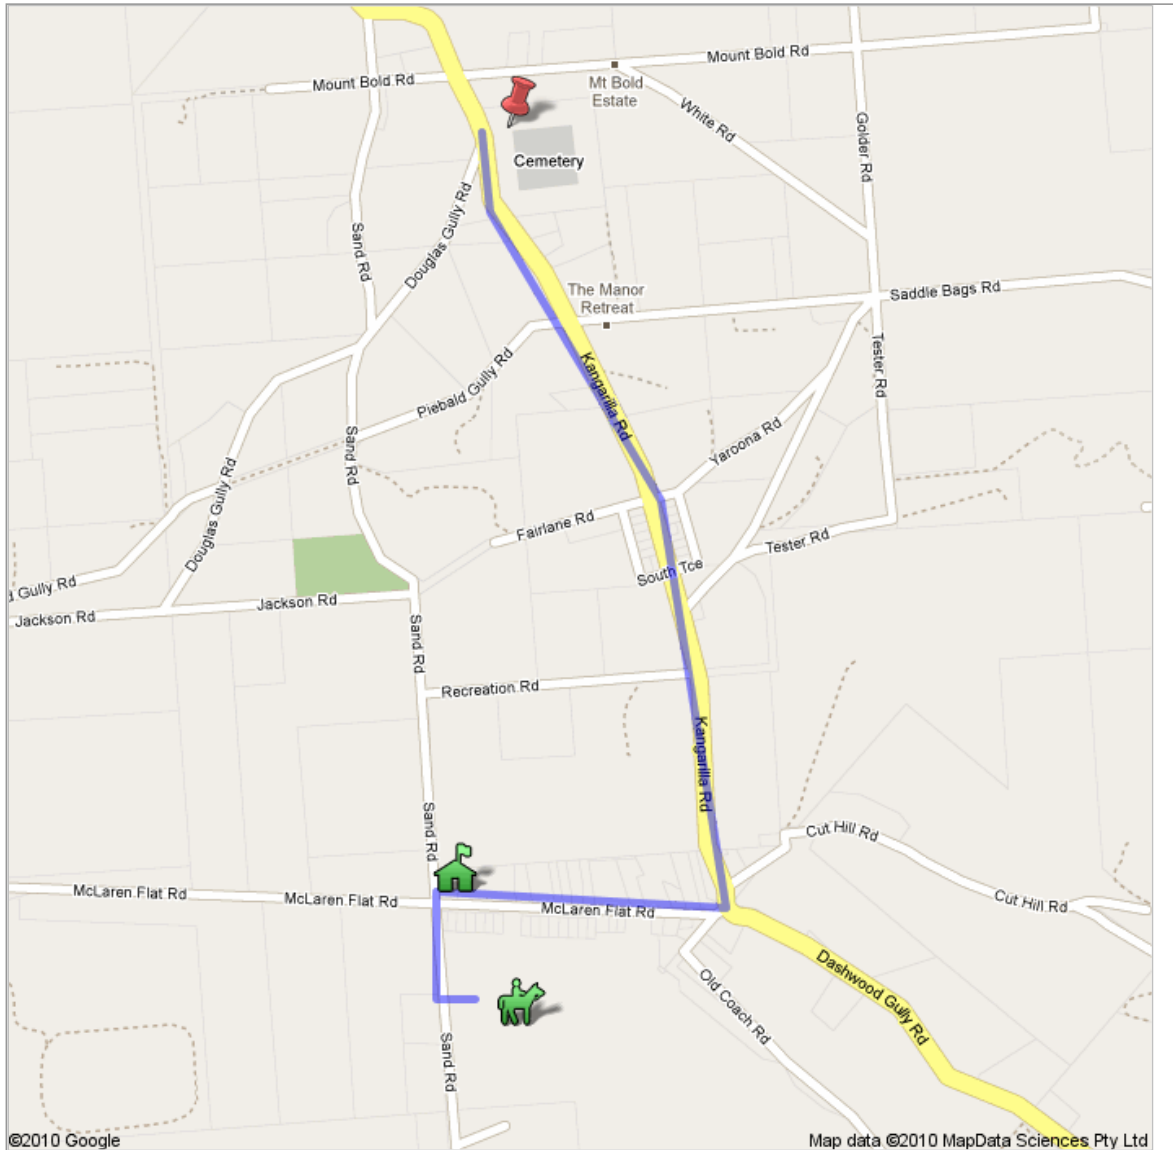 Mount Bold Rd
Mount Bold Rd
Mt Bold
Estate
White Rd
Golder Rd
Cemetery
Sand Rd
Douglas Gully Rd
The Manor
Retreat
Saddle Bags Rd
Kangarilla Rd
Piebald Gully Rd
Tester Rd
Yaroona Rd
Sand Rd
Douglas Gully Rd
Fairlane Rd
Tester Rd
South Tce
d Gully Rd
Jackson Rd
Jackson Rd
Sand Rd
Recreation Rd
Kangarilla Rd
Sand Rd
Cut Hill Rd
McLaren Flat Rd
McLaren Flat Rd
McLaren Flat Rd
Cut Hill Rd
Dashwood Gully Rd
Old Coach Rd
Sand Rd
©2010 Google
Map data ©2010 MapData Sciences Pty Ltd